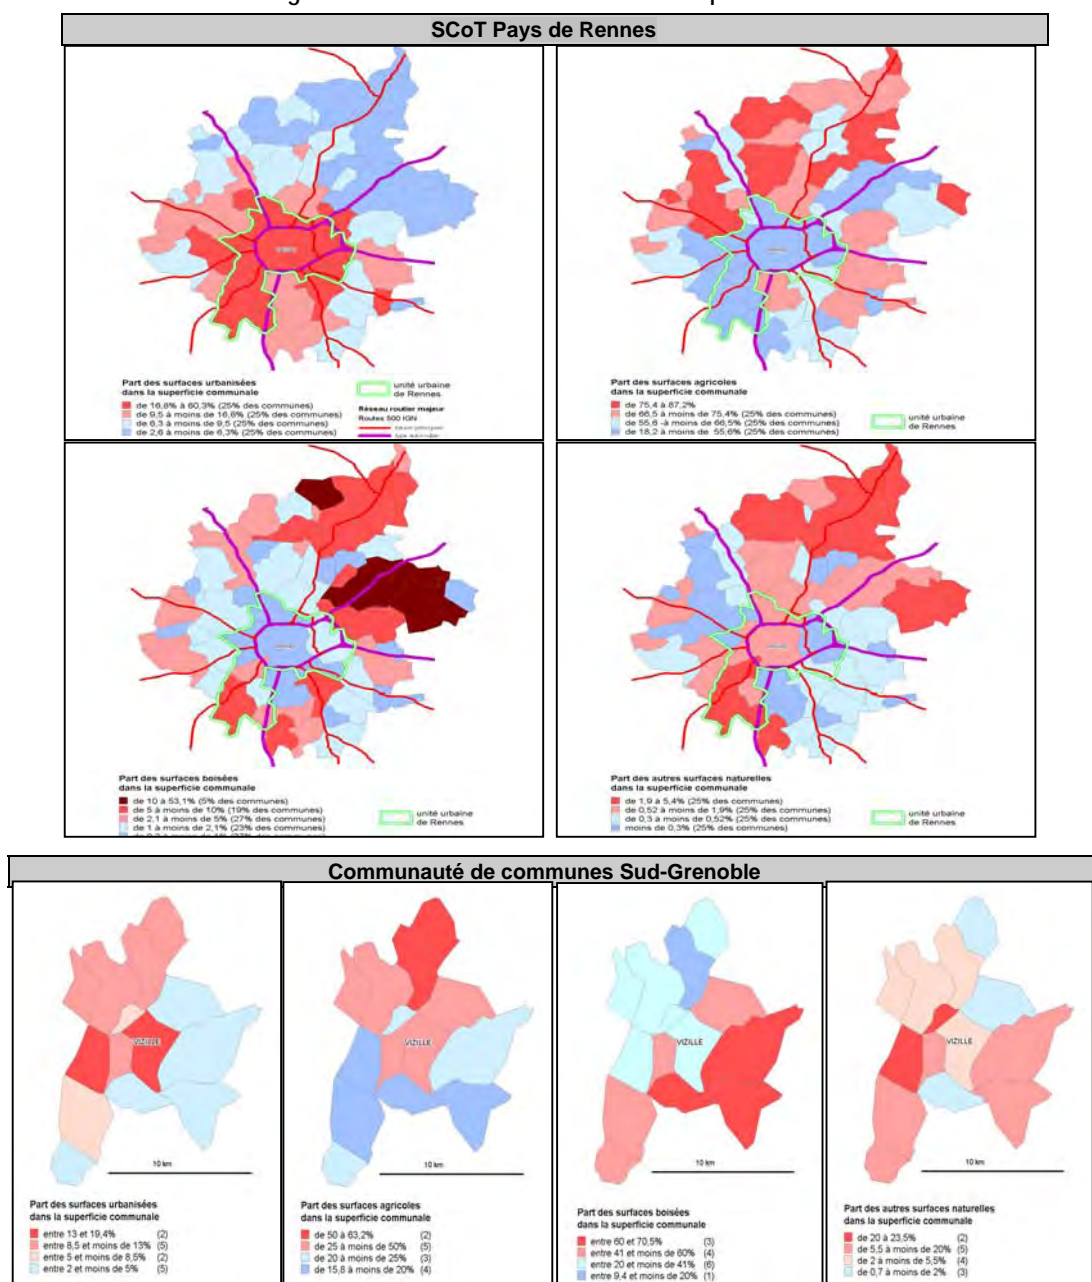 SCoT Pays de Rennes
Part des surfaces urbanisées
dans la superficie communale
de 16,8% à 60,3% (25% des communes)
de 9,5 à moins de 16,8% (25% des communes)
de 6,3 à moins de 9,5 (25% des communes)
de 2,6 à moins de 6,3% (25% des communes)
unité urbaine
de Rennes
Réseau routier majeur
Routes 500 IGN
Part des surfaces agricoles
dans la superficie communale
de 75,4 à 87,2%
de 66,5 à moins de 75,4% (25% des communes)
de 55,6 -à moins de 66,5% (25% des communes)
de 18,2 à moins de 55,6% (25% des communes)
unité urbaine
de Rennes
Part des surfaces boisées
dans la superficie communale
de 10 à 53,1% (5% des communes)
de 5 à moins de 10% (19% des communes)
de 2,1 à moins de 5% (27% des communes)
de 1 à moins de 2,1% (23% des communes)
unité urbaine
de Rennes
Part des autres surfaces naturelles
dans la superficie communale
de 1,9 à 5,4% (25% des communes)
de 0,52 à moins de 1,9% (25% des communes)
de 0,3 à moins de 0,52% (25% des communes)
moins de 0,3% (25% des communes)
unité urbaine
de Rennes
Communauté de communes Sud-Grenoble
VIZILLE
10 km
Part des surfaces urbanisées
dans la superficie communale
entre 13 et 19,4% (2)
entre 8,5 et moins de 13% (5)
entre 5 et moins de 8,5% (2)
entre 2 et moins de 5% (5)
VIZILLE
10 km
Part des surfaces agricoles
dans la superficie communale
de 50 à 63,2% (2)
de 25 à moins de 50% (5)
de 20 à moins de 25% (3)
de 15,8 à moins de 20% (4)
VIZILLE
10 km
Part des surfaces boisées
dans la superficie communale
entre 60 et 70,5% (3)
entre 41 et moins de 60% (4)
entre 20 et moins de 41% (6)
entre 9,4 et moins de 20% (1)
VIZILLE
10 km
Part des autres surfaces naturelles
dans la superficie communale
de 20 à 23,5% (2)
de 5,5 à moins de 20% (5)
de 2 à moins de 5,5% (4)
de 0,7 à moins de 2% (3)